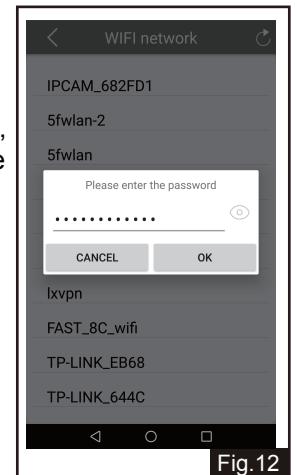 WIFI network
IPCAM_682FD1
5fwlan-2
5fwlan
Please enter the password
............
CANCEL OK
lxvpn
FAST_8C_wifi
TP-LINK_EB68
TP-LINK_644C
Fig.12